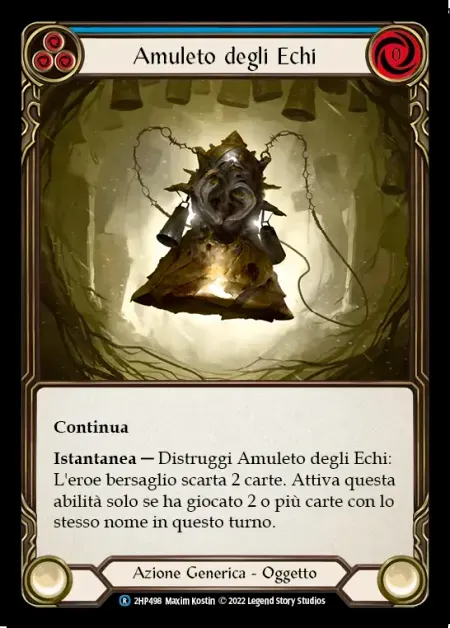 Amuleto degli Echi
0
Continua
Istantanea — Distruggi Amuleto degli Echi:
L'eroe bersaglio scarta 2 carte. Attiva questa
abilità solo se ha giocato 2 o più carte con lo
stesso nome in questo turno.
Azione Generica - Oggetto
R 2HP498 Maxim Kostin © 2022 Legend Story Studios